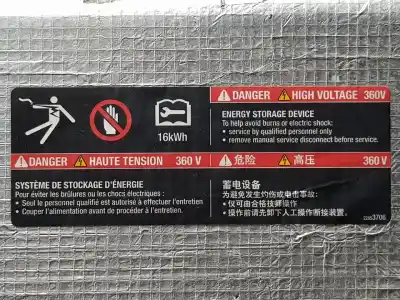 16kWh
DANGER HIGH VOLTAGE 360V
ENERGY STORAGE DEVICE
To help avoid burns or electric shock:
• service by qualified personnel only
• remove manual service disconnect before service.
DANGER HAUTE TENSION 360 V
SYSTÈME DE STOCKAGE D'ÉNERGIE
Pour éviter les brûlures ou les chocs électriques :
• Seul le personnel qualifié est autorisé à effectuer l'entretien
• Couper l'alimentation avant de procéder à l'entretien.
危险 高压 360 V
蓄电设备
为避免发生灼伤或电击事故:
• 仅可由合格技师操作
• 操作前请先卸下人工操作断接装置。
3706